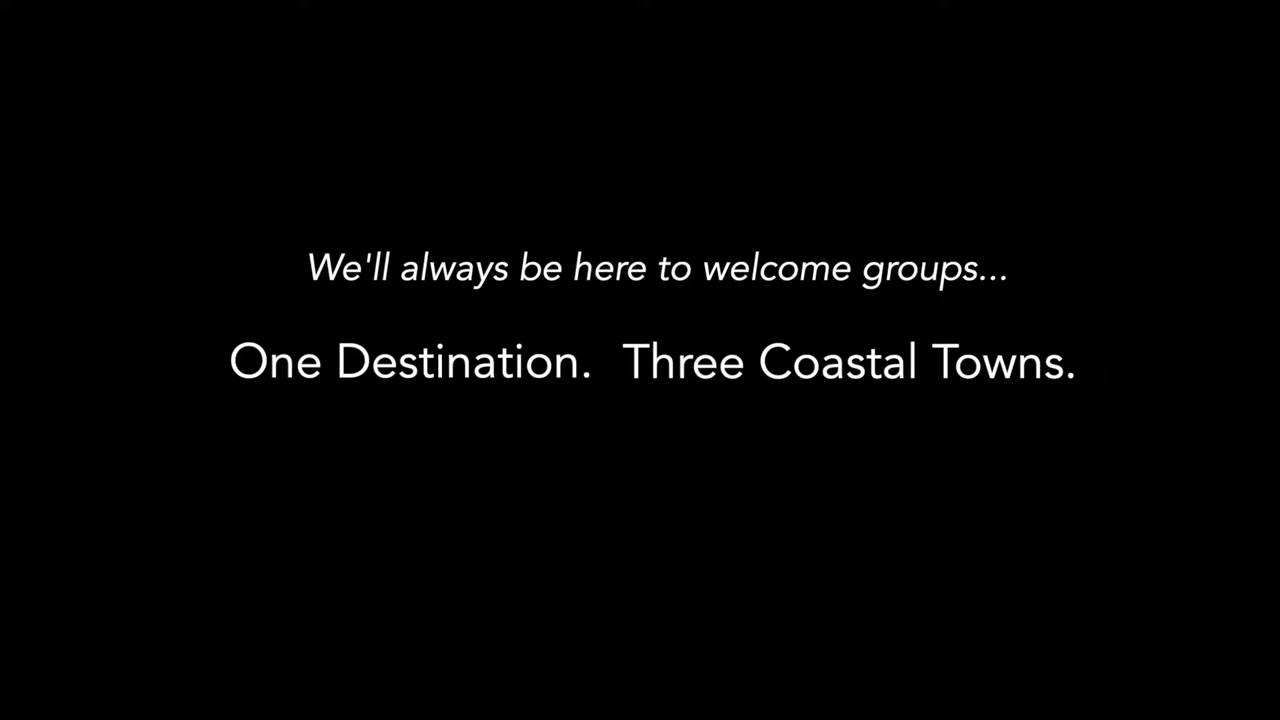 We'll always be here to welcome groups...
One Destination. Three Coastal Towns.